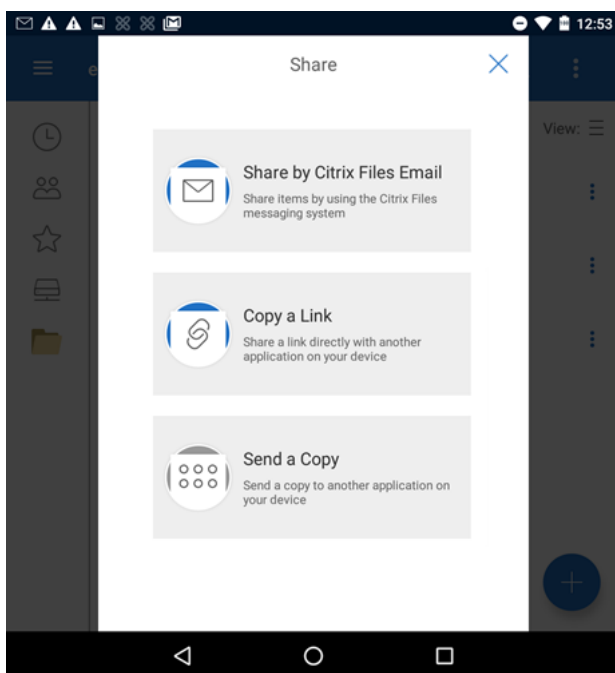 12:53
e
Share
View:
Share by Citrix Files Email
Share items by using the Citrix Files
messaging system
Copy a Link
Share a link directly with another
application on your device
Send a Copy
Send a copy to another application on
your device